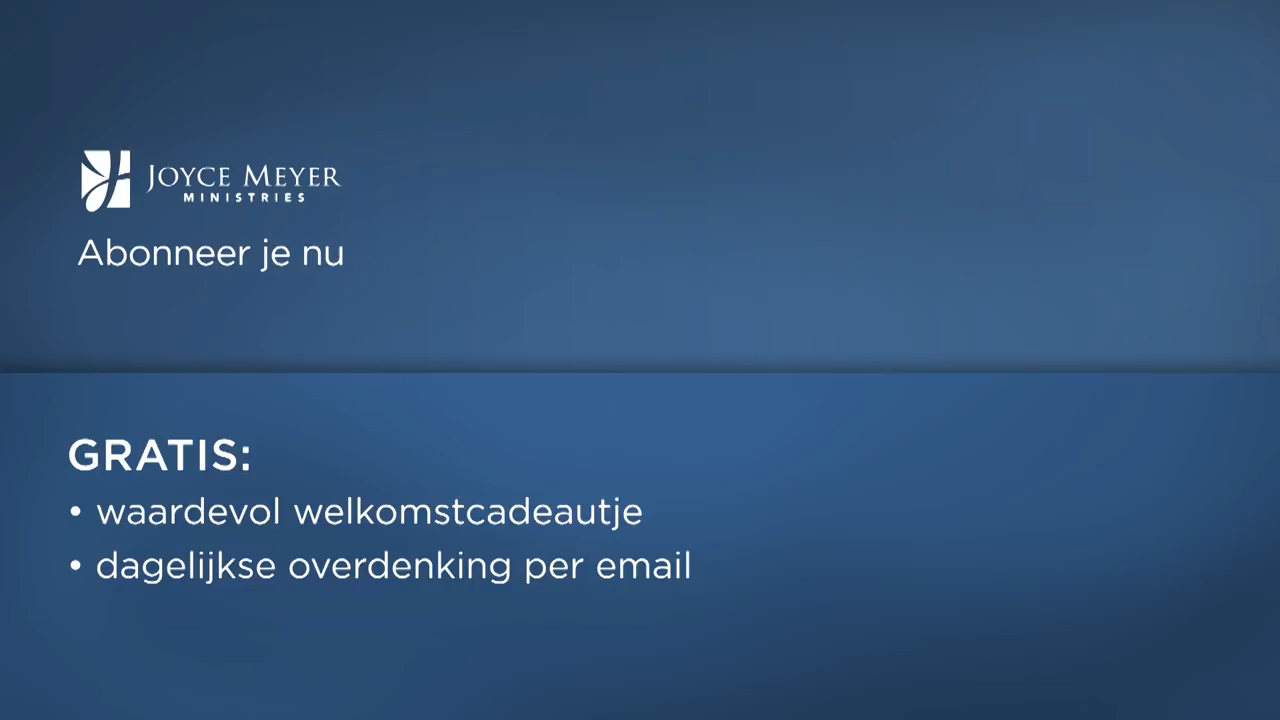 JOYCE MEYER
MINISTRIES
Abonneer je nu
GRATIS:
• waardevol welkomstcadeautje
• dagelijkse overdenking per email